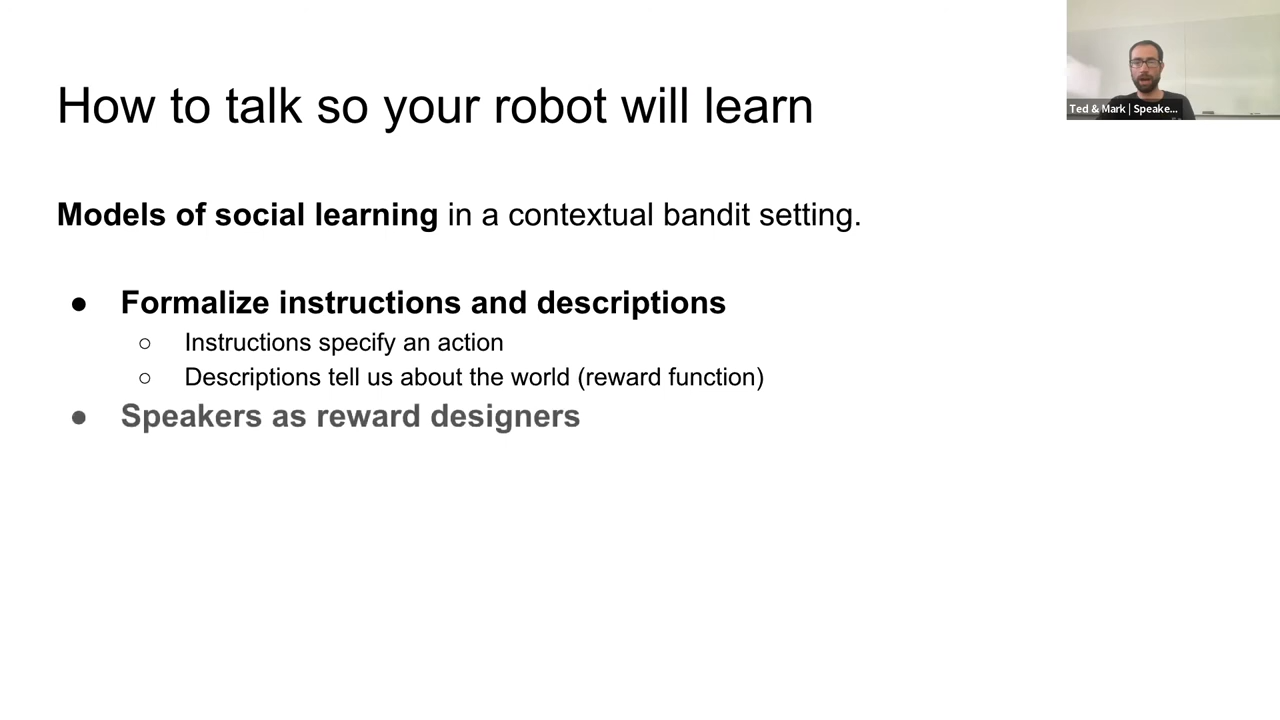 How to talk so your robot will learn
Ted & Mark | Speake...
Models of social learning in a contextual bandit setting.
● Formalize instructions and descriptions
○ Instructions specify an action
○ Descriptions tell us about the world (reward function)
● Speakers as reward designers